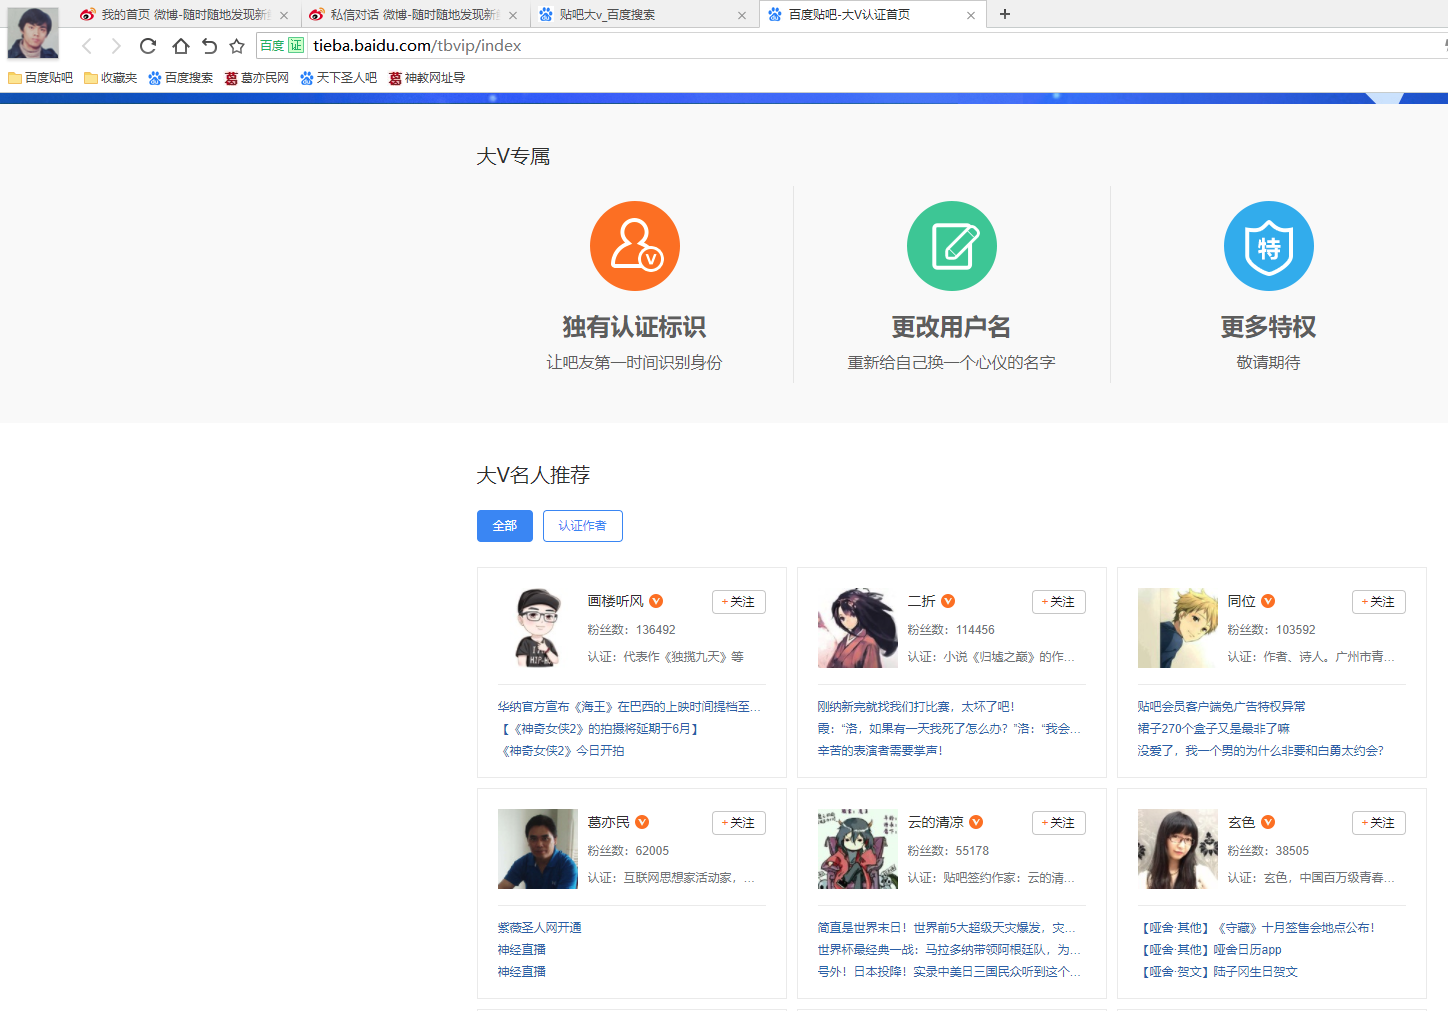 我的首页 微博-随时随地发现新
私信对话 微博-随时随地发现新
贴吧大v_百度搜索
百度贴吧-大V认证首页
百度 证 tieba.baidu.com/tbvip/index
百度贴吧 收藏夹 百度搜索 葛 葛亦民网 天下圣人吧 葛 神教网址导
大V专属
V
特
独有认证标识
让吧友第一时间识别身份
更改用户名
重新给自己换一个心仪的名字
更多特权
敬请期待
大V名人推荐
全部 认证作者
画楼听风 +关注
粉丝数：136492
认证：代表作《独揽九天》等
华纳官方宣布《海王》在巴西的上映时间提档至...
【《神奇女侠2》的拍摄将延期于6月】
《神奇女侠2》今日开拍
二折 +关注
粉丝数：114456
认证：小说《归墟之巅》的作...
刚纳新完就找我们打比赛，太坏了吧！
霞：“洛，如果有一天我死了怎么办？”洛：“我会...
辛苦的表演者需要掌声！
同位 +关注
粉丝数：103592
认证：作者、诗人。广州市青...
贴吧会员客户端免广告特权异常
裙子270个盒子又是最非了嘛
没爱了，我一个男的为什么非要和白勇太约会？
葛亦民 +关注
粉丝数：62005
认证：互联网思想家活动家，...
紫薇圣人网开通
神经直播
神经直播
云的清凉 +关注
粉丝数：55178
认证：贴吧签约作家：云的清...
简直是世界末日！世界前5大超级天灾爆发，灾...
世界杯最经典一战：马拉多纳带领阿根廷队，为...
号外！日本投降！实录中美日三国民众听到这个...
玄色 +关注
粉丝数：38505
认证：玄色，中国百万级青春...
【哑舍·其他】《守藏》十月签售会地点公布！
【哑舍·其他】哑舍日历app
【哑舍·贺文】陆子冈生日贺文